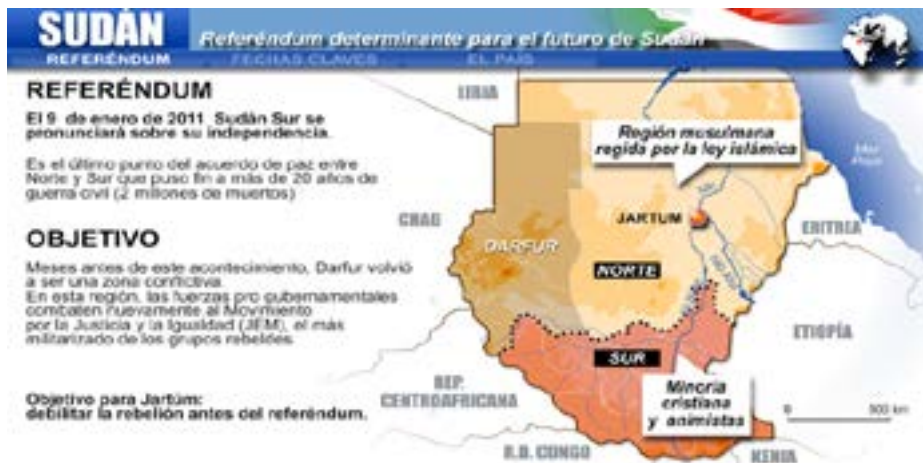 SUDÁN
Referéndum determinante para el futuro de Sudán
REFERÉNDUM
FECHAS CLAVES
EL PAÍS
REFERÉNDUM
El 9 de enero de 2011 Sudán Sur se
pronunciará sobre su independencia.
Es el último punto del acuerdo de paz entre
Norte y Sur que puso fin a más de 20 años de
guerra civil (2 millones de muertos)
OBJETIVO
Meses antes de este acontecimiento, Darfur volvió
a ser una zona conflictiva.
En esta región, las fuerzas pro gubernamentales
combaten nuevamente al Movimiento
por la Justicia y la Igualdad (JEM), el más
militarizado de los grupos rebeldes.
Objetivo para Jartúm:
debilitar la rebelión antes del referéndum.
LIBIA
Región musulmana
regida por la ley islámica
Mar
Rojo
CHAD
DARFUR
JARTUM
ERITREA
NORTE
SUR
ETIOPÍA
REP.
CENTROAFRICANA
Minoría
cristiana
y animistas
0
500 km
R.D. CONGO
KENIA